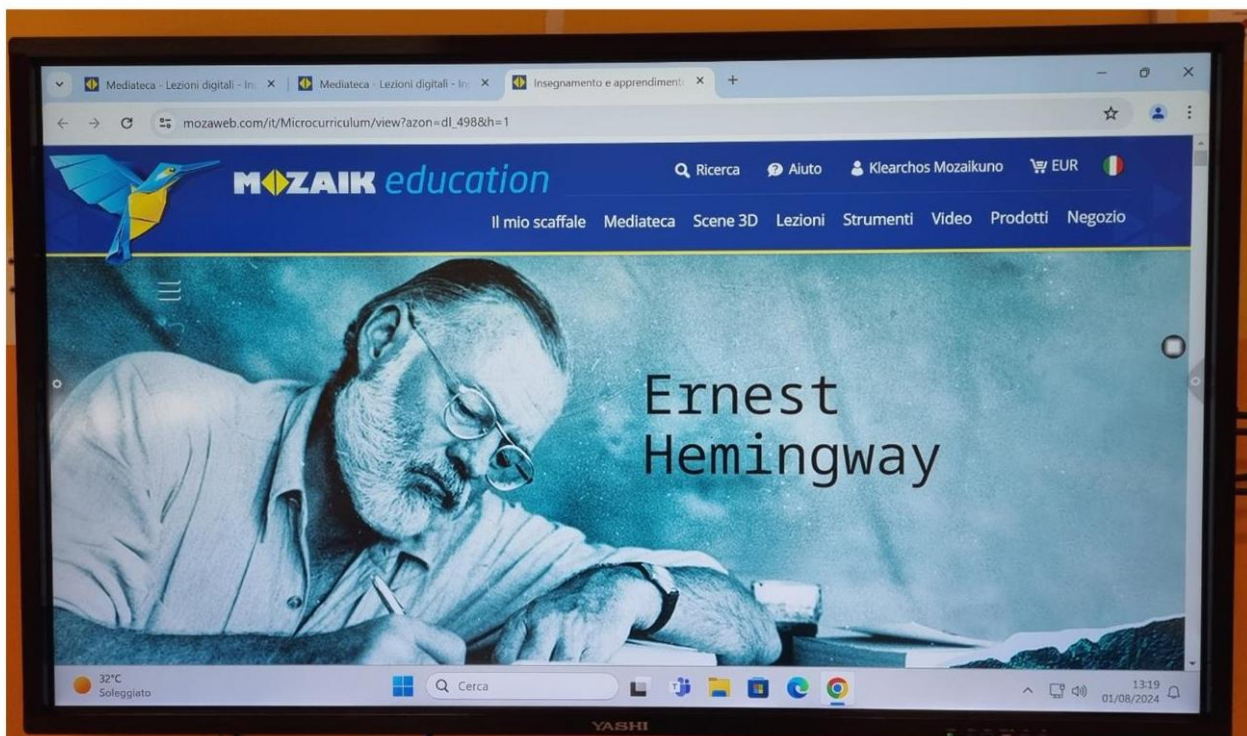 Mediateca - Lezioni digitali - In
Mediateca - Lezioni digitali - In
Insegnamento e apprendimento
mozaweb.com/it/Microcurriculum/view?azon=dl_498&h=1
MOZAIK education
Ricerca Aiuto Klearchos Mozaikuno EUR
Il mio scaffale Mediateca Scene 3D Lezioni Strumenti Video Prodotti Negozio
Ernest
Hemingway
32°C
Soleggiato
Cerca
13:19
01/08/2024
YASHI